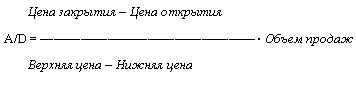 Цена закрытия – Цена открытия
A/D = ———————————————— · Объем продаж
Верхняя цена – Нижняя цена